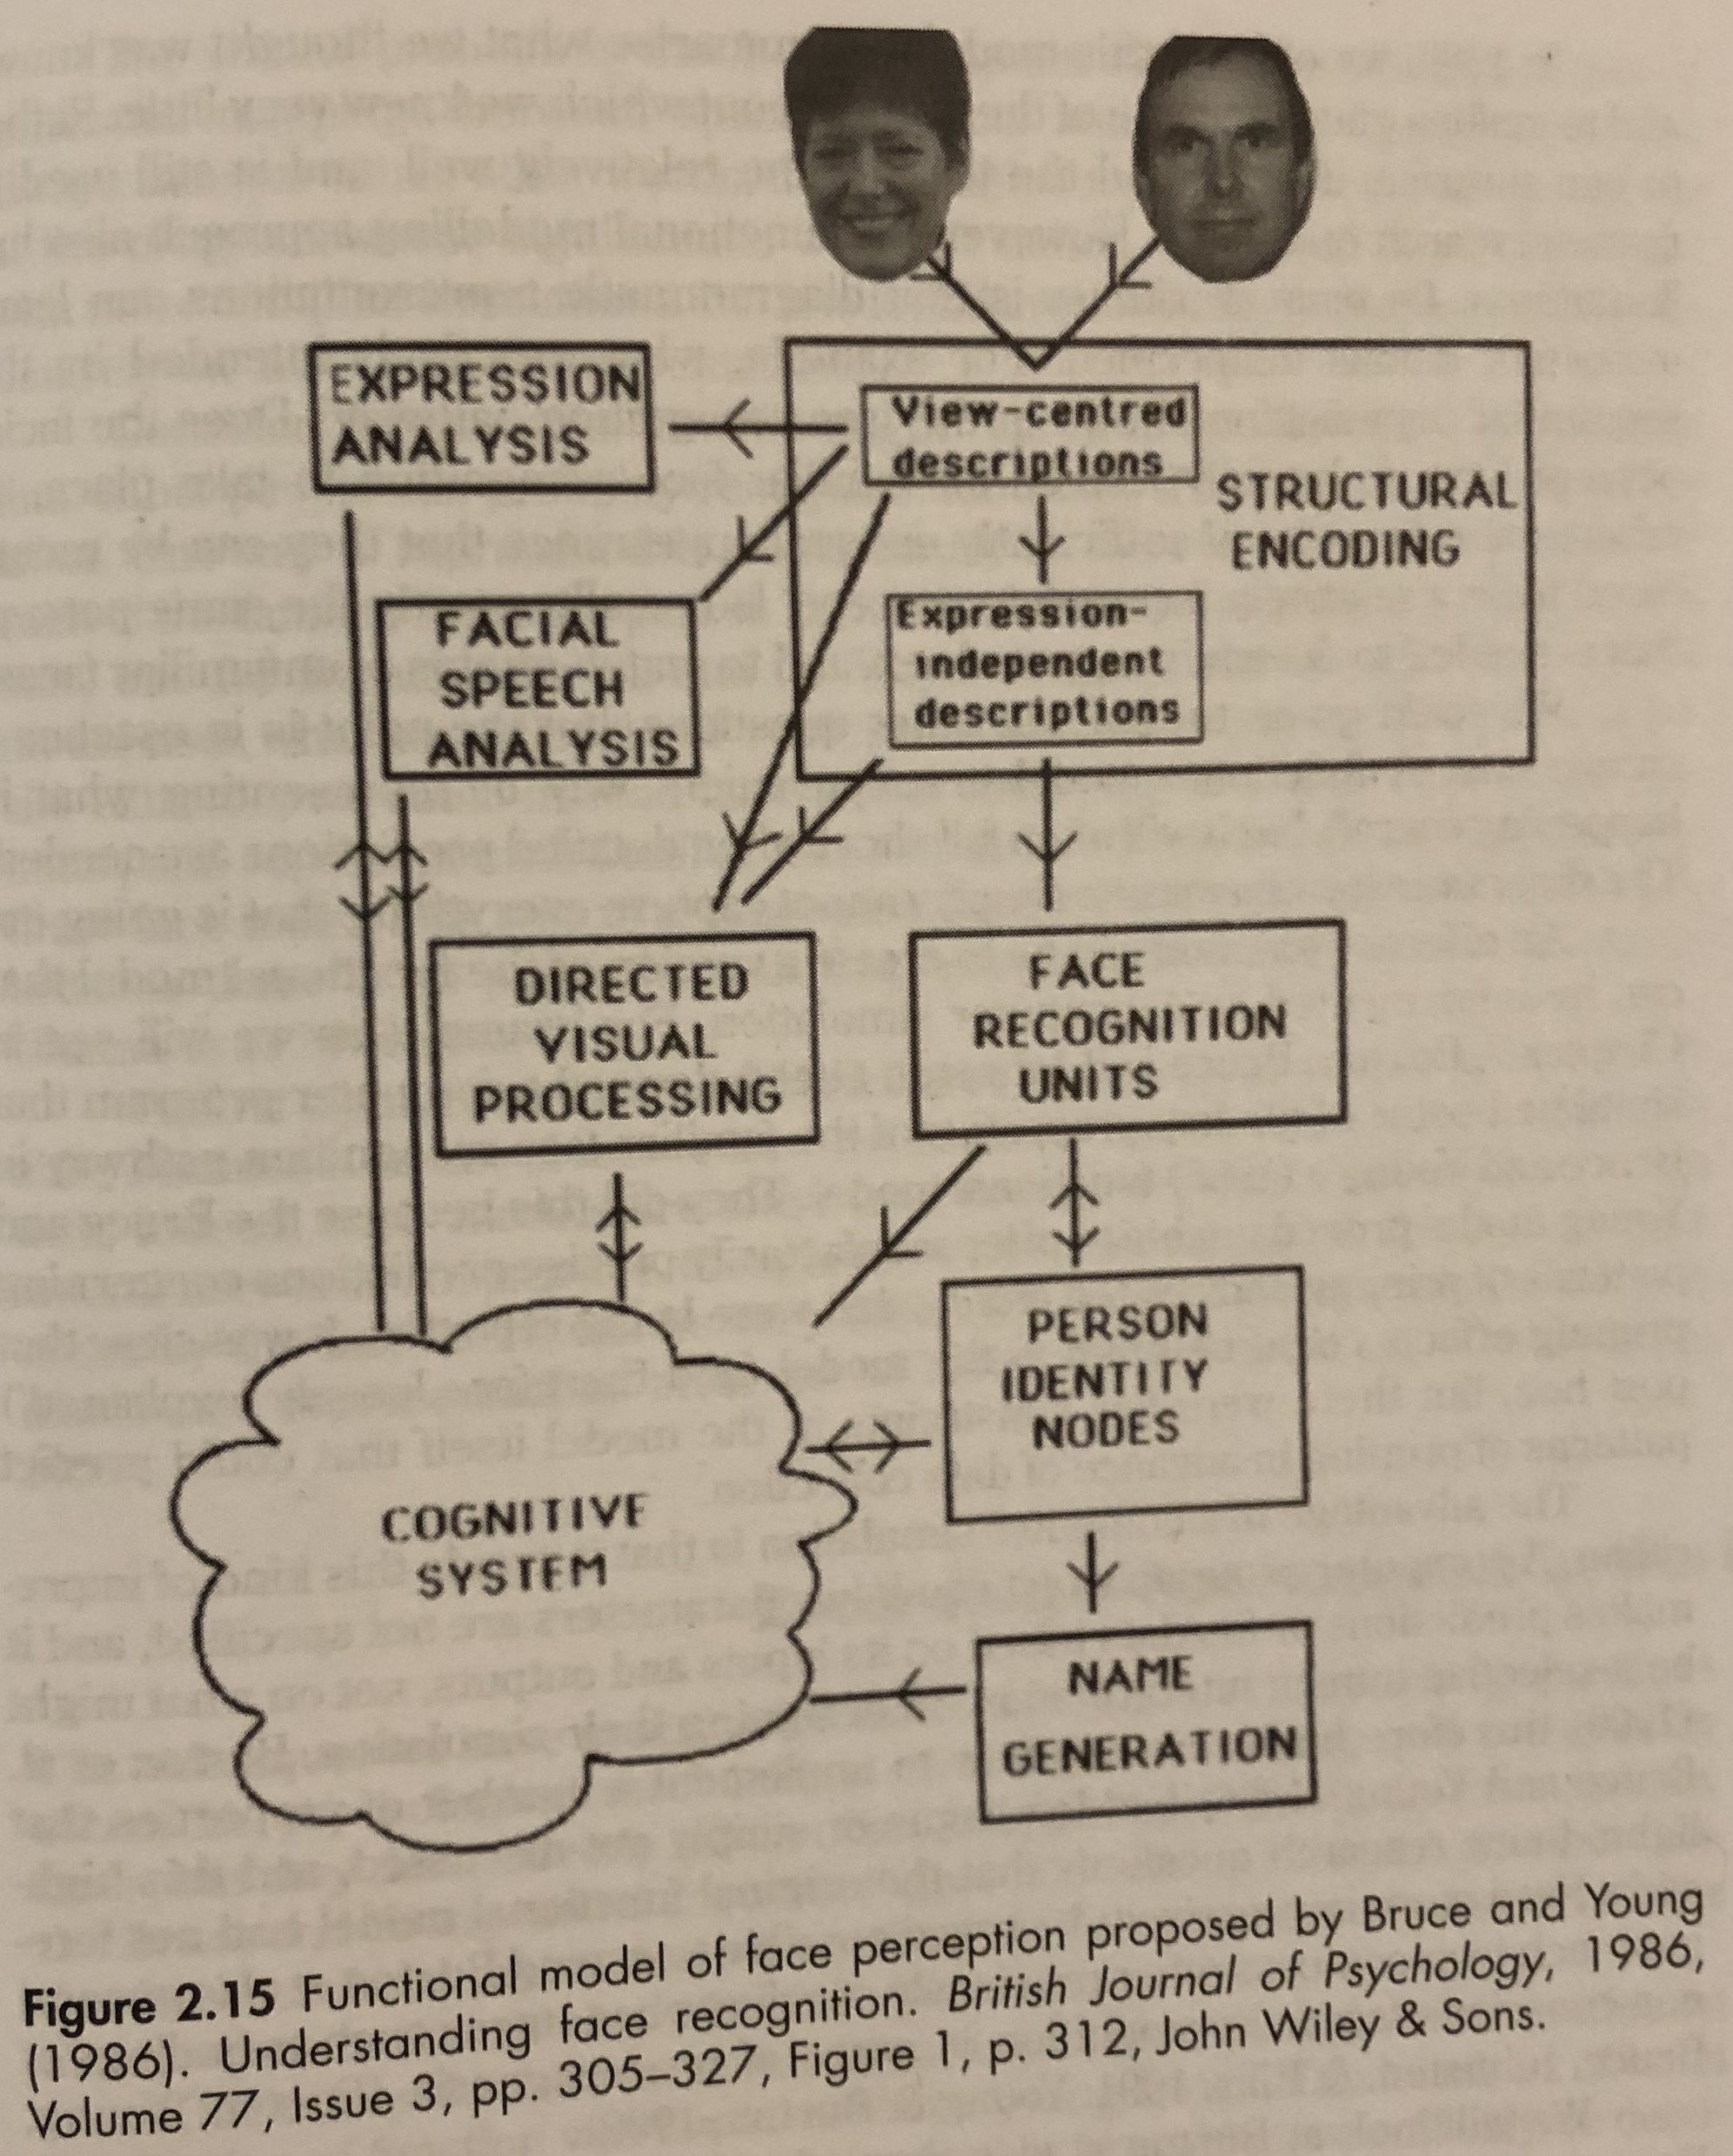 EXPRESSION
ANALYSIS
View-centred
descriptions
STRUCTURAL
ENCODING
FACIAL
SPEECH
ANALYSIS
Expression-
independent
descriptions
DIRECTED
VISUAL
PROCESSING
FACE
RECOGNITION
UNITS
PERSON
IDENTITY
NODES
COGNITIVE
SYSTEM
NAME
GENERATION
Figure 2.15 Functional model of face perception proposed by Bruce and Young
(1986). Understanding face recognition. British Journal of Psychology, 1986,
Volume 77, Issue 3, pp. 305–327, Figure 1, p. 312, John Wiley & Sons.